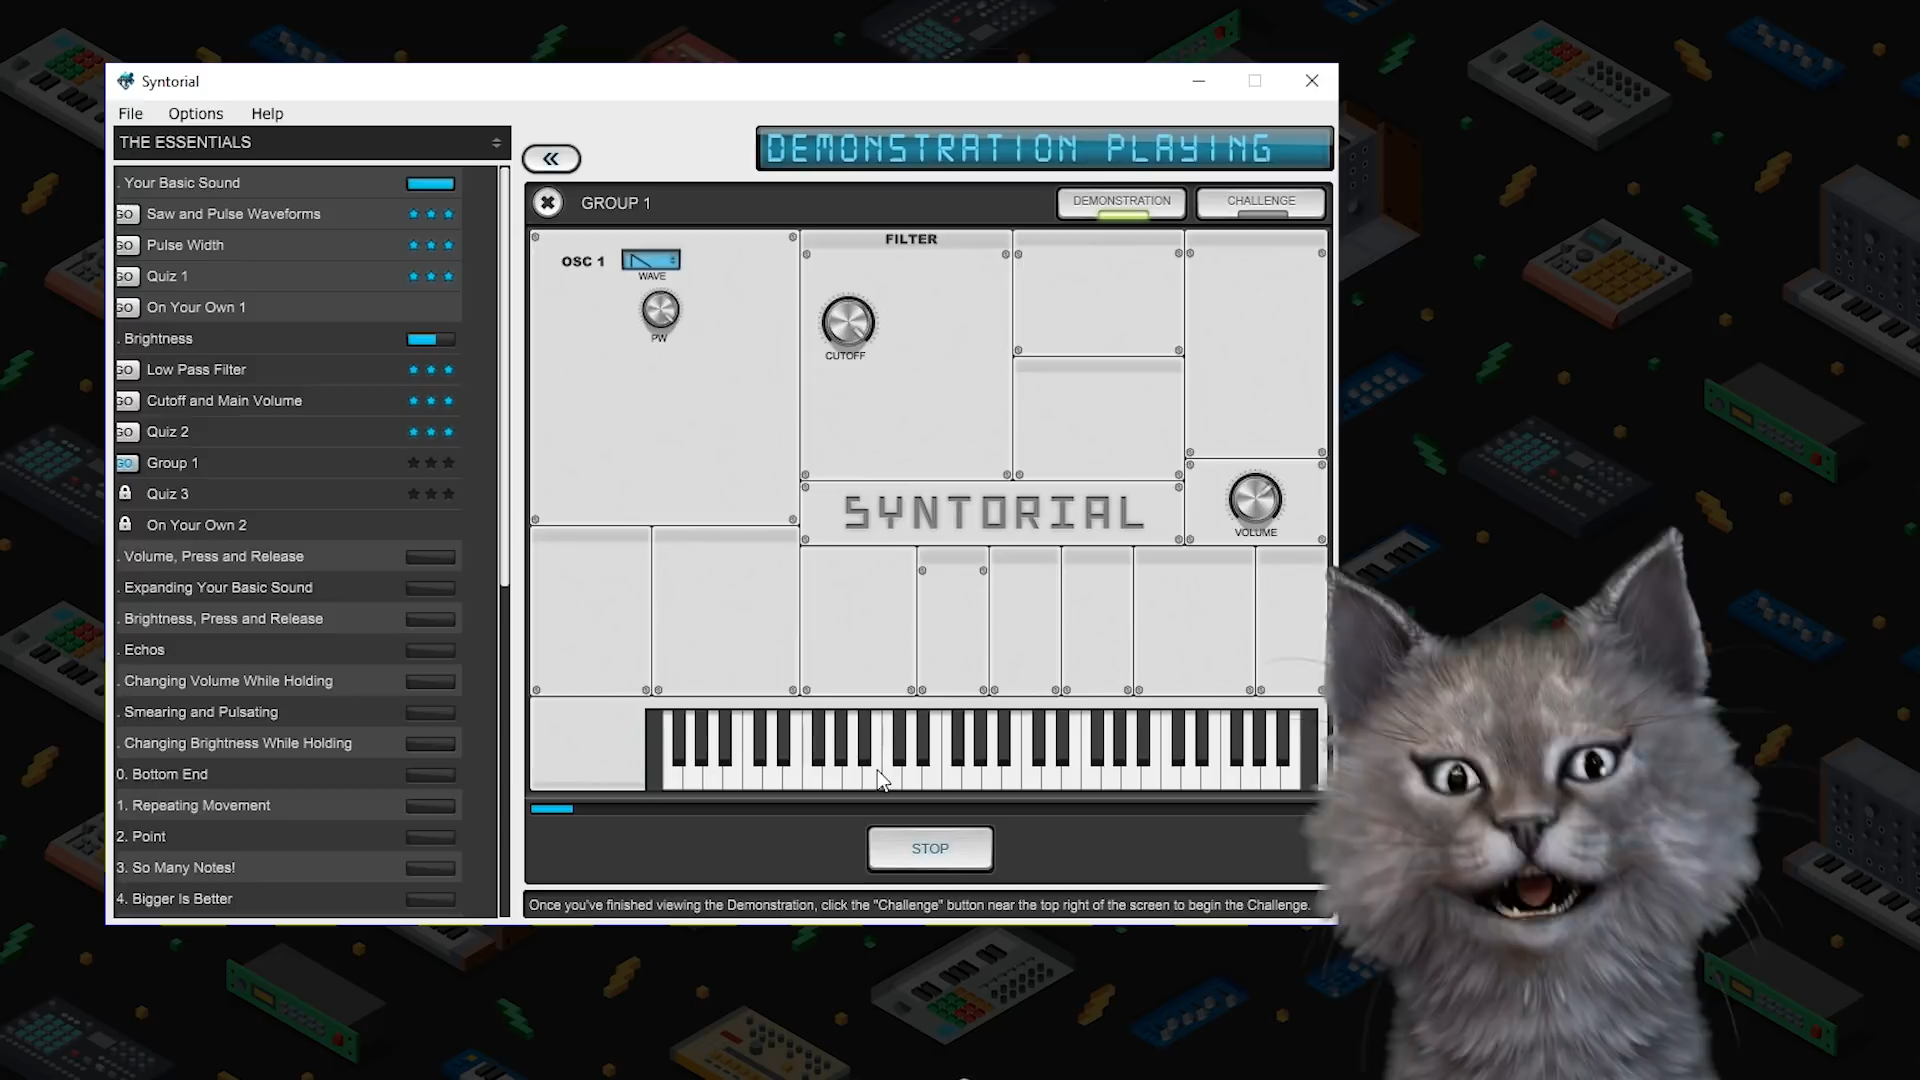 Syntorial
File Options Help
THE ESSENTIALS
DEMONSTRATION PLAYING
. Your Basic Sound
GO Saw and Pulse Waveforms
GO Pulse Width
GO Quiz 1
GO On Your Own 1
. Brightness
GO Low Pass Filter
GO Cutoff and Main Volume
GO Quiz 2
GO Group 1
Quiz 3
On Your Own 2
. Volume, Press and Release
. Expanding Your Basic Sound
. Brightness, Press and Release
. Echos
. Changing Volume While Holding
. Smearing and Pulsating
. Changing Brightness While Holding
0. Bottom End
1. Repeating Movement
2. Point
3. So Many Notes!
4. Bigger Is Better
GROUP 1
DEMONSTRATION
CHALLENGE
OSC 1
WAVE
PW
FILTER
CUTOFF
SYNTORIAL
VOLUME
STOP
Once you've finished viewing the Demonstration, click the "Challenge" button near the top right of the screen to begin the Challenge.